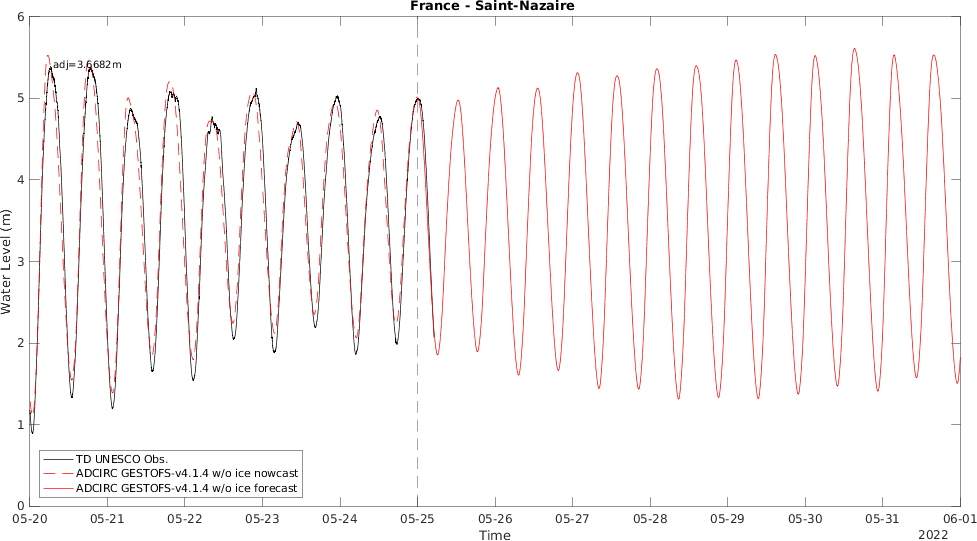 France - Saint-Nazaire
6
5
4
3
2
1
0
Water Level (m)
adj=3.6682m
TD UNESCO Obs.
ADCIRC GESTOFS-v4.1.4 w/o ice nowcast
ADCIRC GESTOFS-v4.1.4 w/o ice forecast
05-20 05-21 05-22 05-23 05-24 05-25 05-26 05-27 05-28 05-29 05-30 05-31 06-01
Time
2022